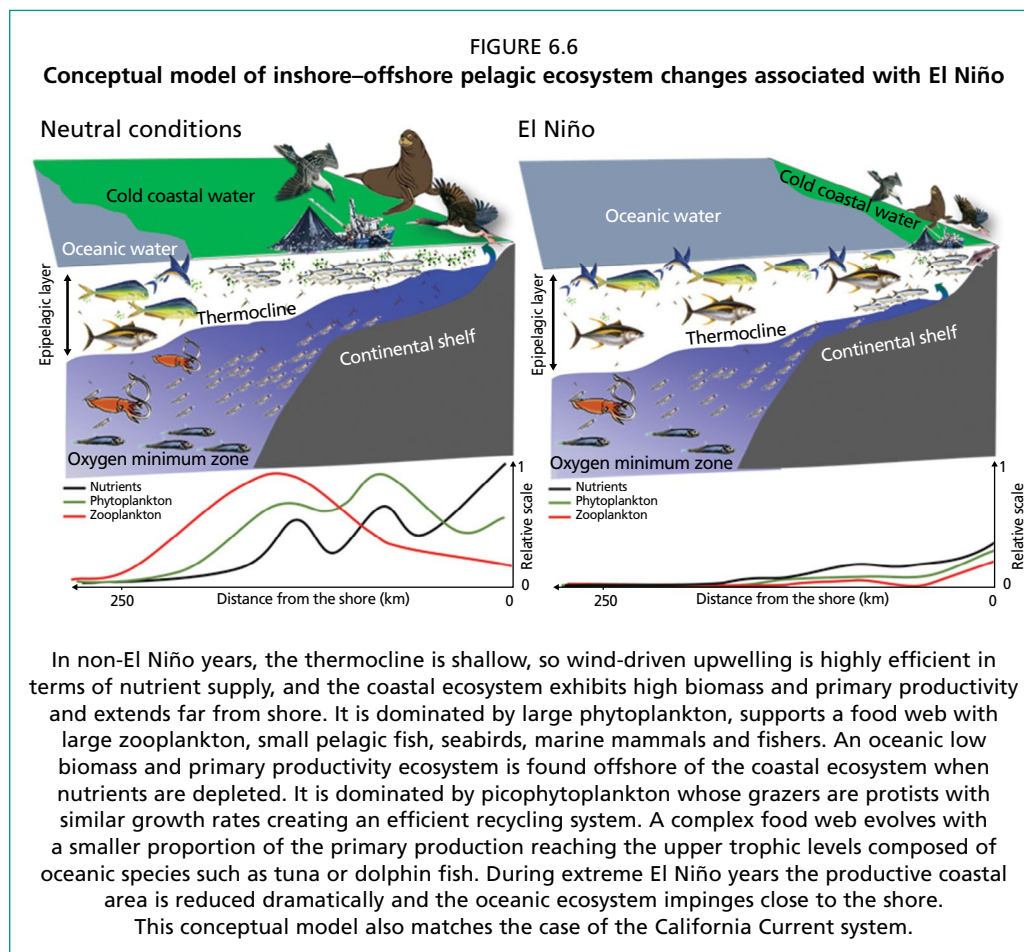 FIGURE 6.6
Conceptual model of inshore–offshore pelagic ecosystem changes associated with El Niño
Neutral conditions
Cold coastal water
Oceanic water
Epipelagic layer
Thermocline
Continental shelf
Oxygen minimum zone
Nutrients
Phytoplankton
Zooplankton
1
Relative scale
0
250
Distance from the shore (km)
0
El Niño
Cold coastal water
Oceanic water
Epipelagic layer
Thermocline
Continental shelf
Oxygen minimum zone
Nutrients
Phytoplankton
Zooplankton
1
Relative scale
0
250
Distance from the shore (km)
0
In non-El Niño years, the thermocline is shallow, so wind-driven upwelling is highly efficient in
terms of nutrient supply, and the coastal ecosystem exhibits high biomass and primary productivity
and extends far from shore. It is dominated by large phytoplankton, supports a food web with
large zooplankton, small pelagic fish, seabirds, marine mammals and fishers. An oceanic low
biomass and primary productivity ecosystem is found offshore of the coastal ecosystem when
nutrients are depleted. It is dominated by picophytoplankton whose grazers are protists with
similar growth rates creating an efficient recycling system. A complex food web evolves with
a smaller proportion of the primary production reaching the upper trophic levels composed of
oceanic species such as tuna or dolphin fish. During extreme El Niño years the productive coastal
area is reduced dramatically and the oceanic ecosystem impinges close to the shore.
This conceptual model also matches the case of the California Current system.